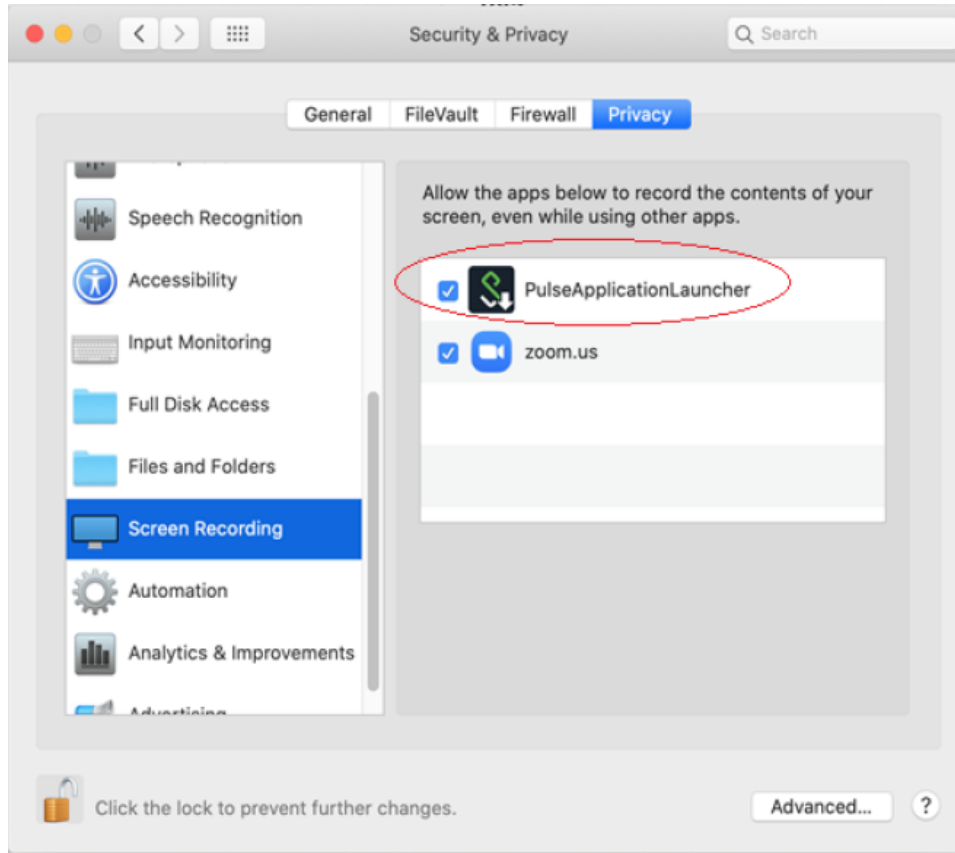 Security & Privacy
Search
General
FileVault
Firewall
Privacy
Speech Recognition
Accessibility
Input Monitoring
Full Disk Access
Files and Folders
Screen Recording
Automation
Analytics & Improvements
Advertising
Allow the apps below to record the contents of your
screen, even while using other apps.
PulseApplicationLauncher
zoom.us
Click the lock to prevent further changes.
Advanced...
?